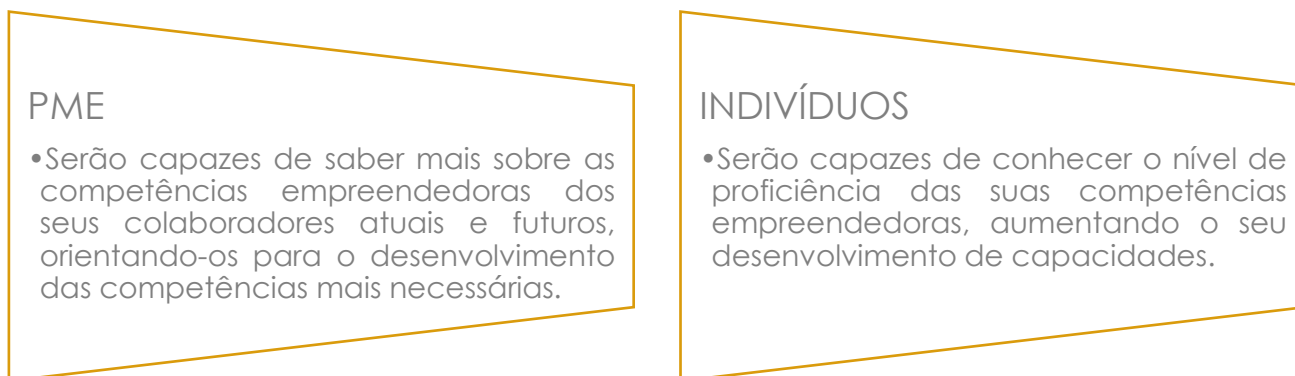 PME
•Serão capazes de saber mais sobre as
competências empreendedoras dos
seus colaboradores atuais e futuros,
orientando-os para o desenvolvimento
das competências mais necessárias.
INDIVÍDUOS
•Serão capazes de conhecer o nível de
proficiência das suas competências
empreendedoras, aumentando o seu
desenvolvimento de capacidades.